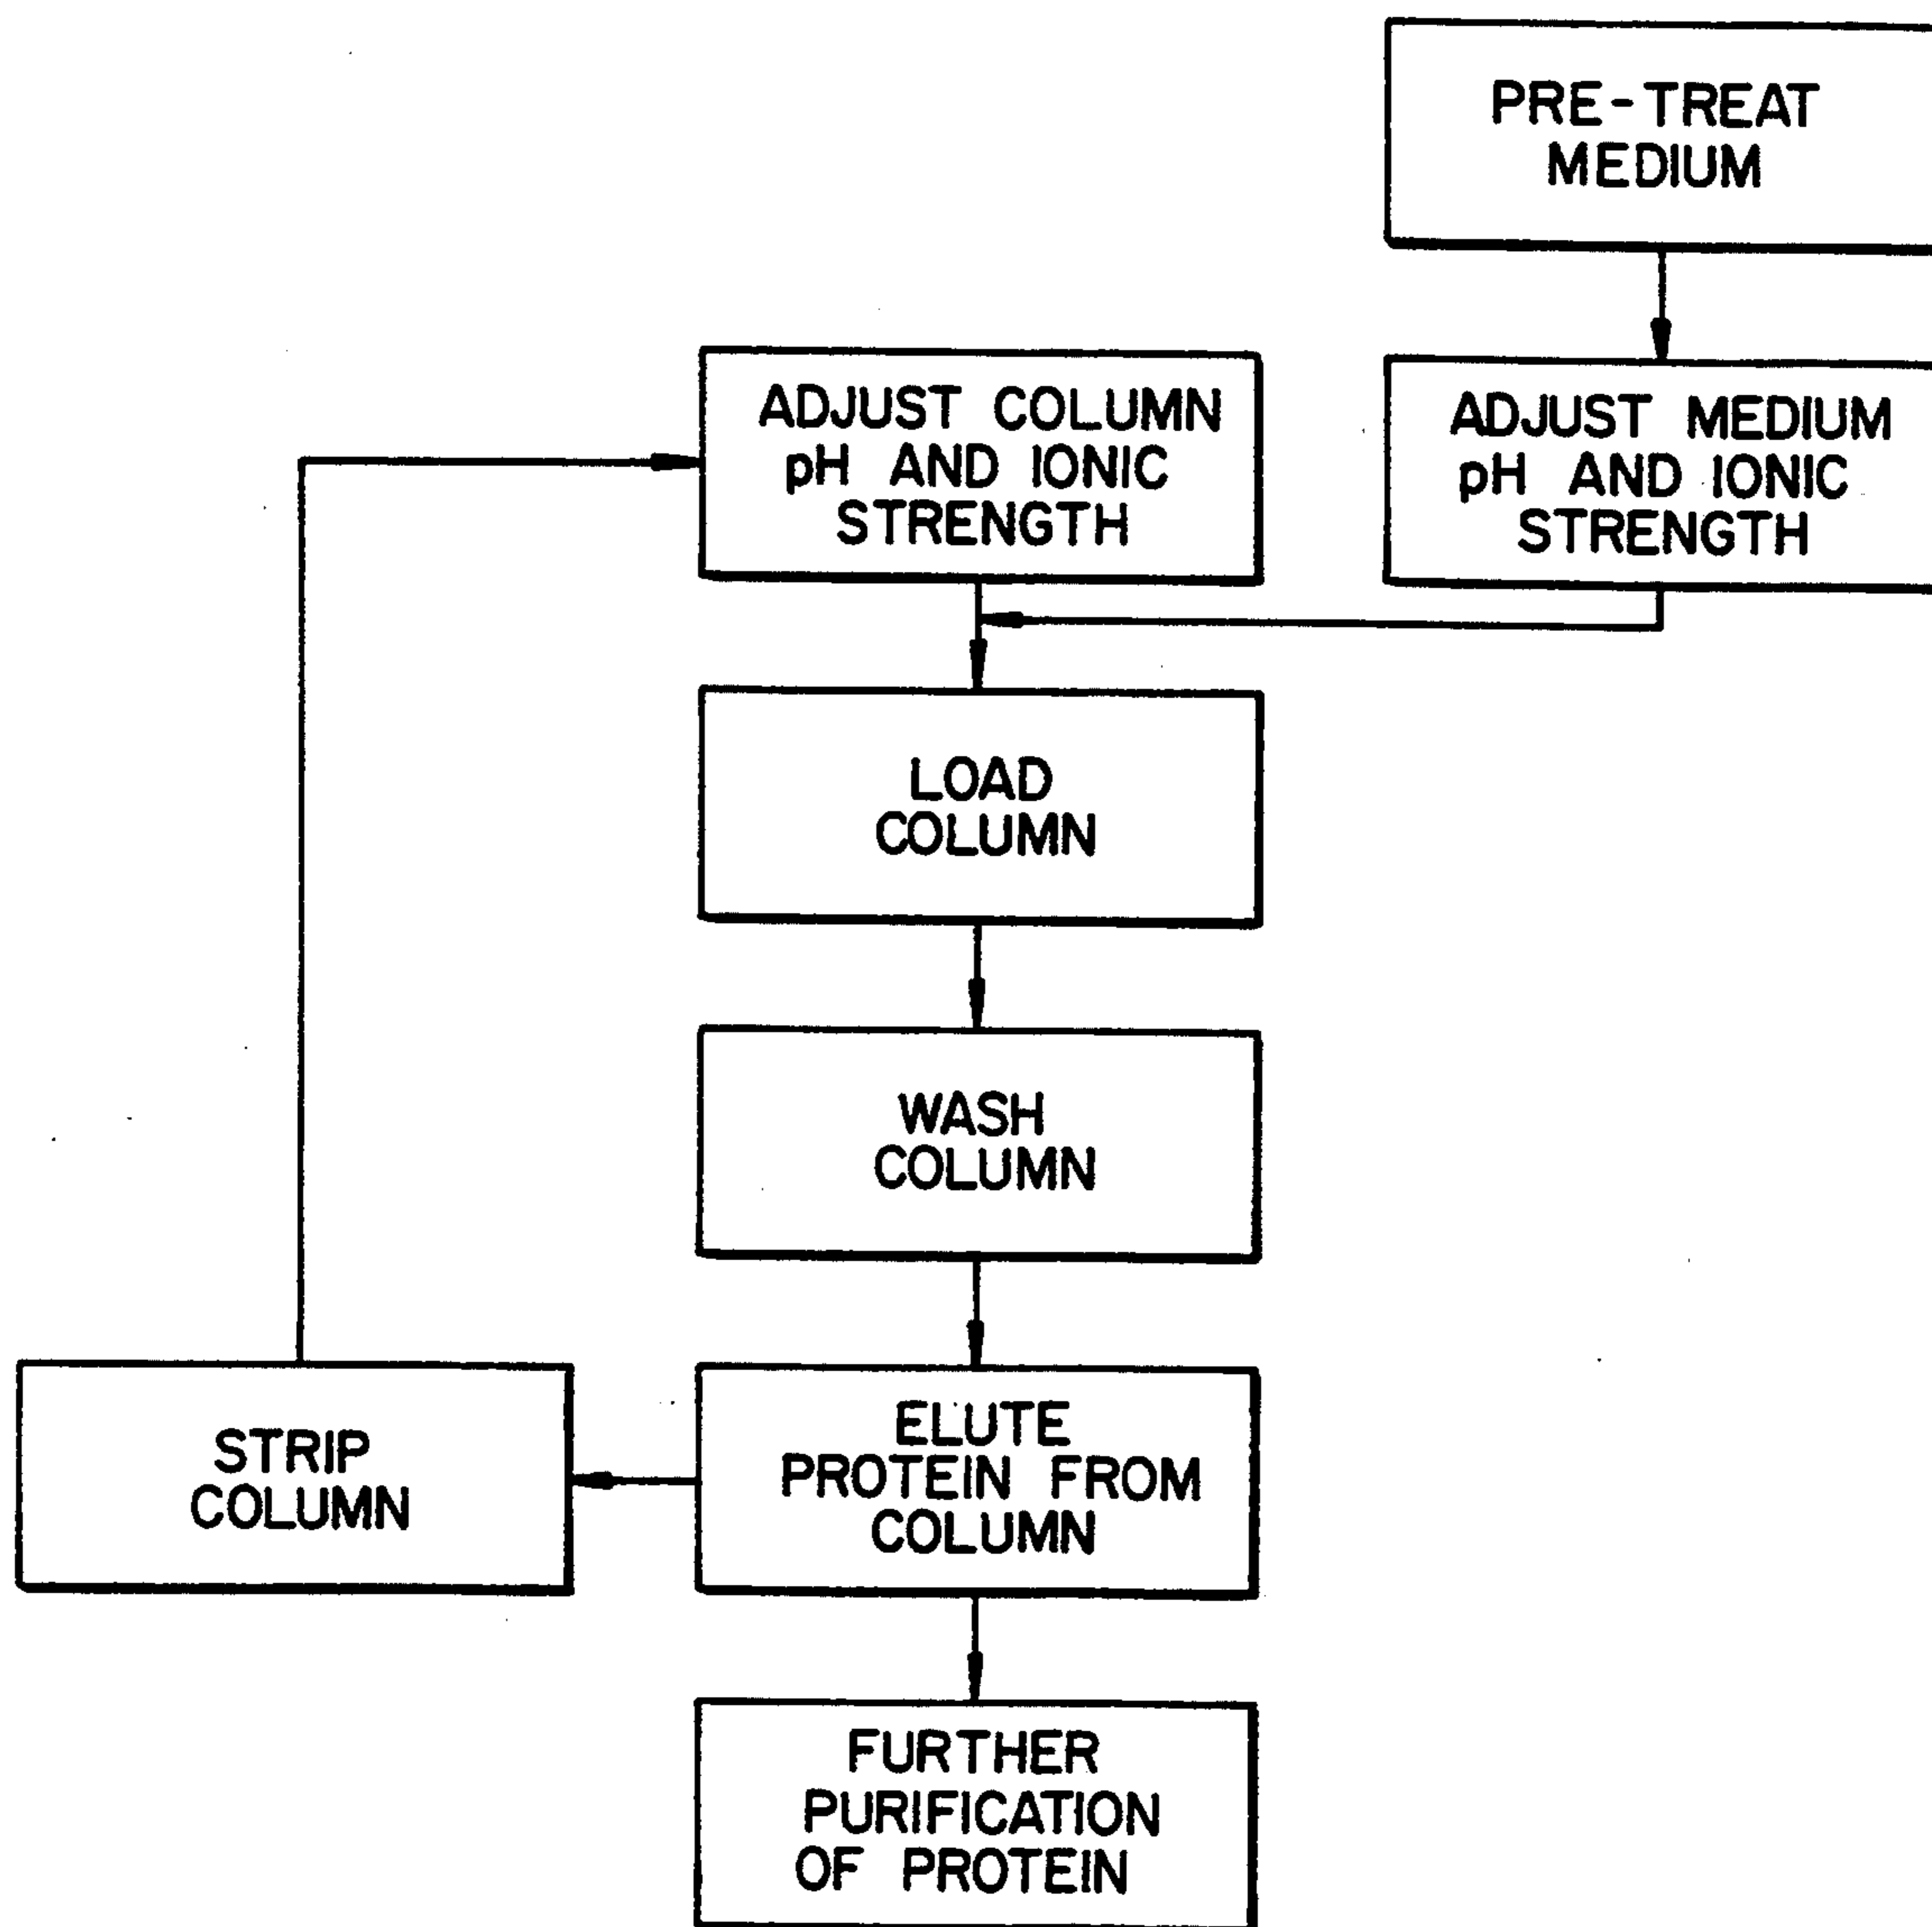 PRE-TREAT
MEDIUM
ADJUST COLUMN
pH AND IONIC
STRENGTH
ADJUST MEDIUM
pH AND IONIC
STRENGTH
LOAD
COLUMN
WASH
COLUMN
STRIP
COLUMN
ELUTE
PROTEIN FROM
COLUMN
FURTHER
PURIFICATION
OF PROTEIN